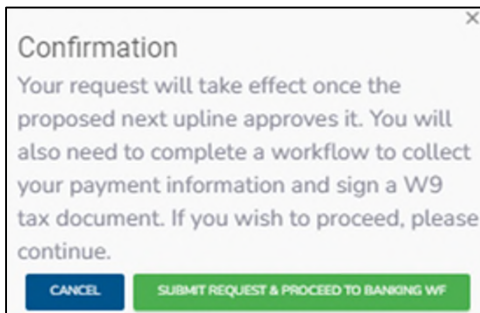 ×
Confirmation
Your request will take effect once the
proposed next upline approves it. You will
also need to complete a workflow to collect
your payment information and sign a W9
tax document. If you wish to proceed, please
continue.
CANCEL SUBMIT REQUEST & PROCEED TO BANKING WF